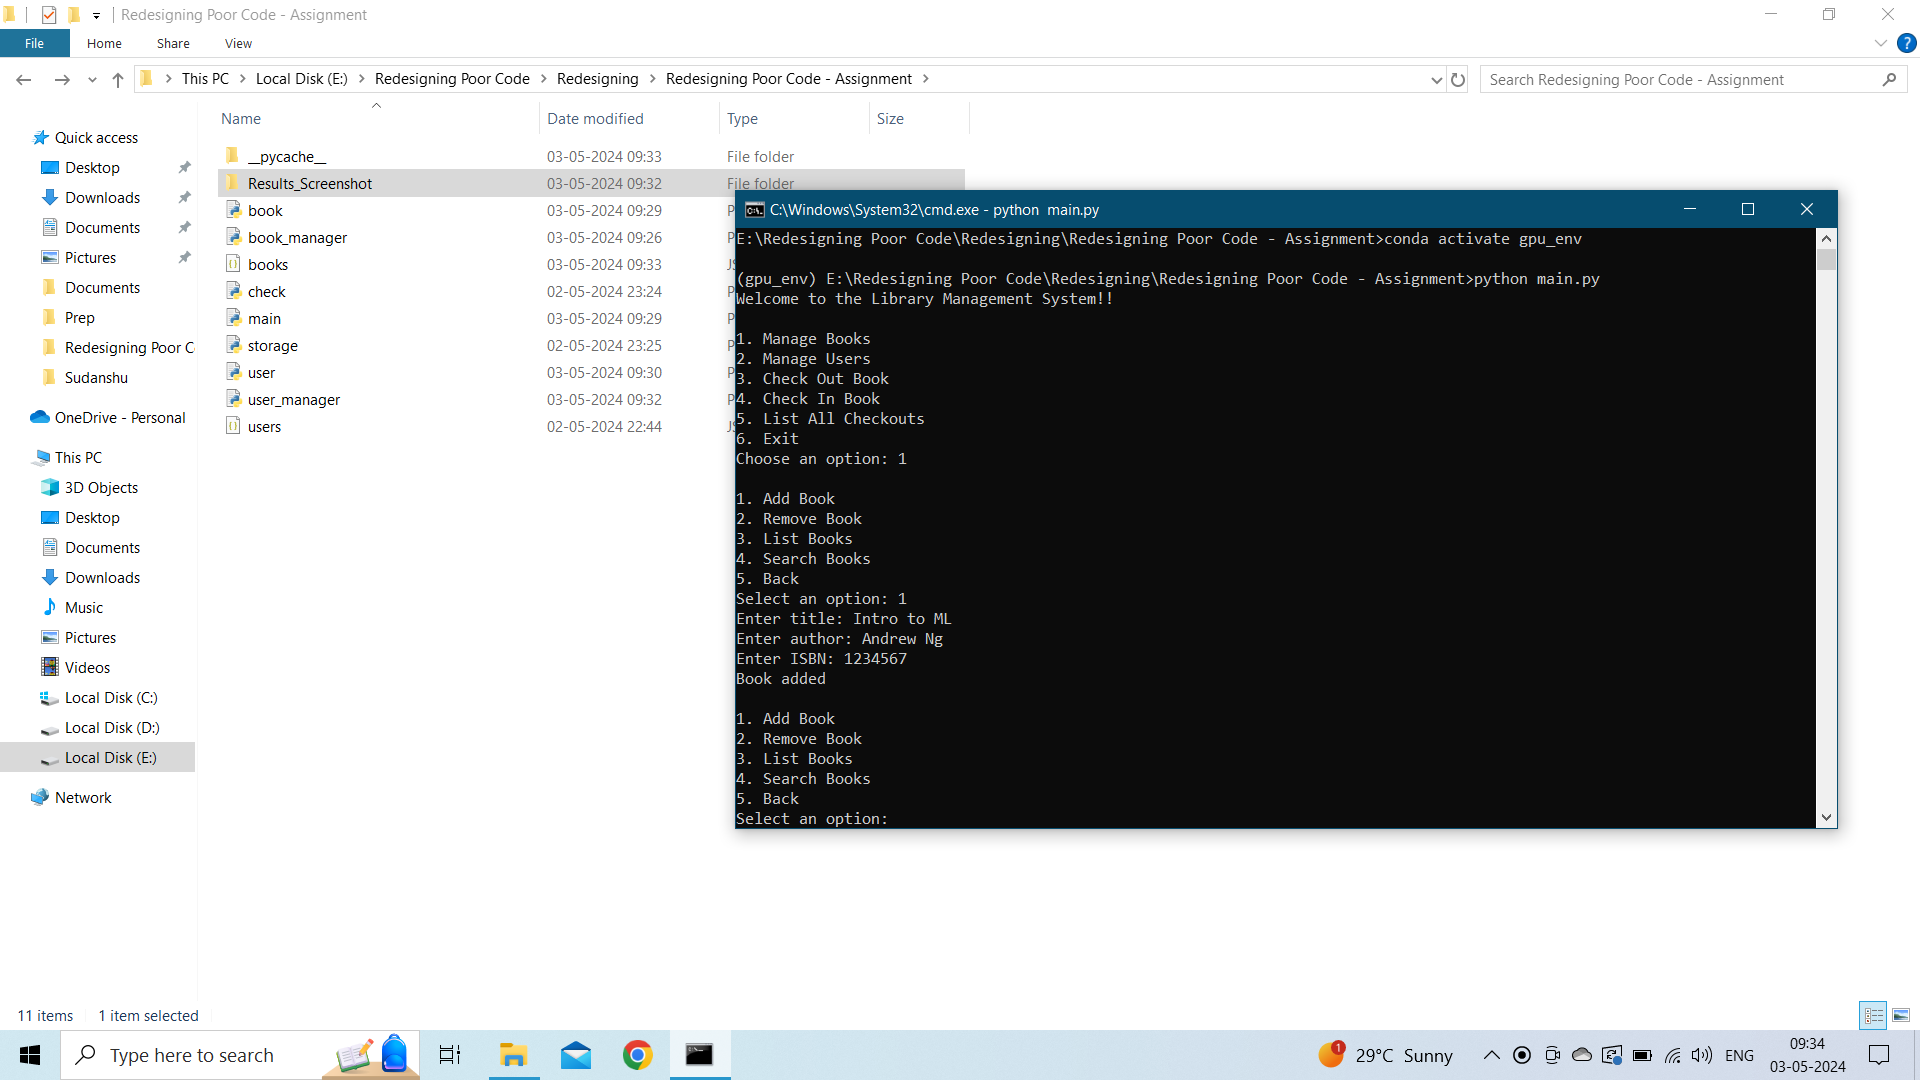 Redesigning Poor Code - Assignment
File Home Share View
This PC Local Disk (E:) Redesigning Poor Code Redesigning Redesigning Poor Code - Assignment
Search Redesigning Poor Code - Assignment
Quick access
Desktop
Downloads
Documents
Pictures
Documents
Prep
Redesigning Poor C
Sudanshu
OneDrive - Personal
This PC
3D Objects
Desktop
Documents
Downloads
Music
Pictures
Videos
Local Disk (C:)
Local Disk (D:)
Local Disk (E:)
Network
Name Date modified Type Size
__pycache__ 03-05-2024 09:33 File folder
Results_Screenshot 03-05-2024 09:32 File folder
book 03-05-2024 09:29 P
book_manager 03-05-2024 09:26 P
books 03-05-2024 09:33 JS
check 02-05-2024 23:24 P
main 03-05-2024 09:29 P
storage 02-05-2024 23:25 P
user 03-05-2024 09:30 P
user_manager 03-05-2024 09:32 P
users 02-05-2024 22:44 JS
C:\Windows\System32\cmd.exe - python  main.py
E:\Redesigning Poor Code\Redesigning\Redesigning Poor Code - Assignment>conda activate gpu_env
(gpu_env) E:\Redesigning Poor Code\Redesigning\Redesigning Poor Code - Assignment>python main.py
Welcome to the Library Management System!!
1. Manage Books
2. Manage Users
3. Check Out Book
4. Check In Book
5. List All Checkouts
6. Exit
Choose an option: 1
1. Add Book
2. Remove Book
3. List Books
4. Search Books
5. Back
Select an option: 1
Enter title: Intro to ML
Enter author: Andrew Ng
Enter ISBN: 1234567
Book added
1. Add Book
2. Remove Book
3. List Books
4. Search Books
5. Back
Select an option:
11 items 1 item selected
Type here to search
1 29°C Sunny ENG
09:34
03-05-2024